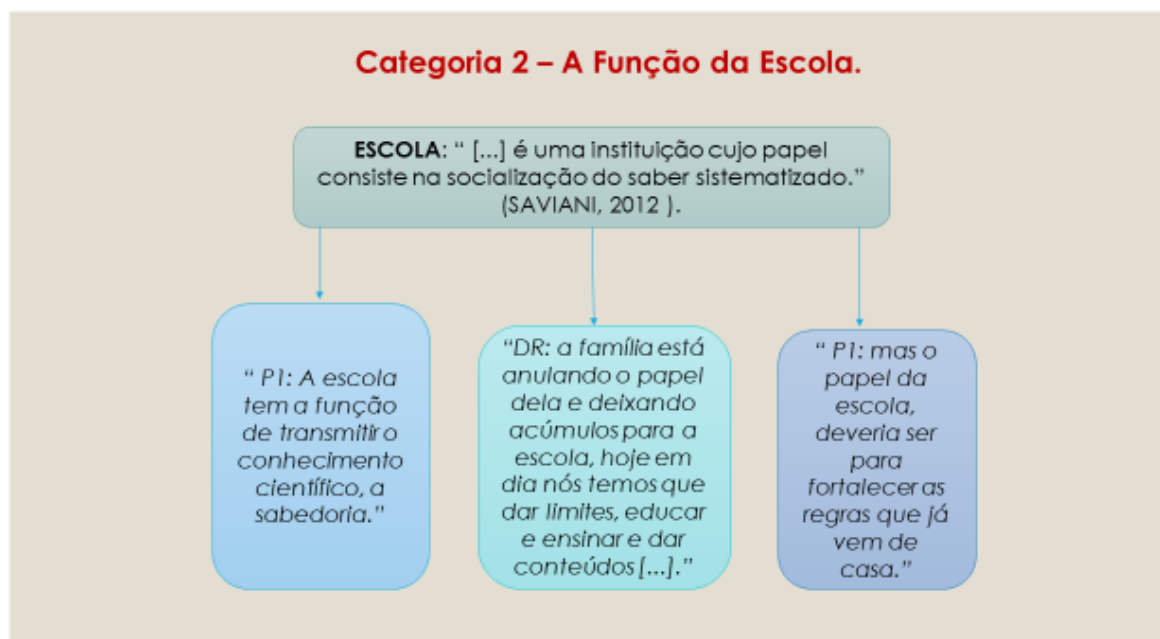 Categoria 2 – A Função da Escola.
ESCOLA: “ [...] é uma instituição cujo papel
consiste na socialização do saber sistematizado.”
(SAVIANI, 2012 ).
“ P1: A escola
tem a função
de transmitir o
conhecimento
científico, a
sabedoria.”
“DR: a família está
anulando o papel
dela e deixando
acúmulos para a
escola, hoje em
dia nós temos que
dar limites, educar
e ensinar e dar
conteúdos [...].”
“ P1: mas o
papel da
escola,
deveria ser
para
fortalecer as
regras que já
vem de
casa.”